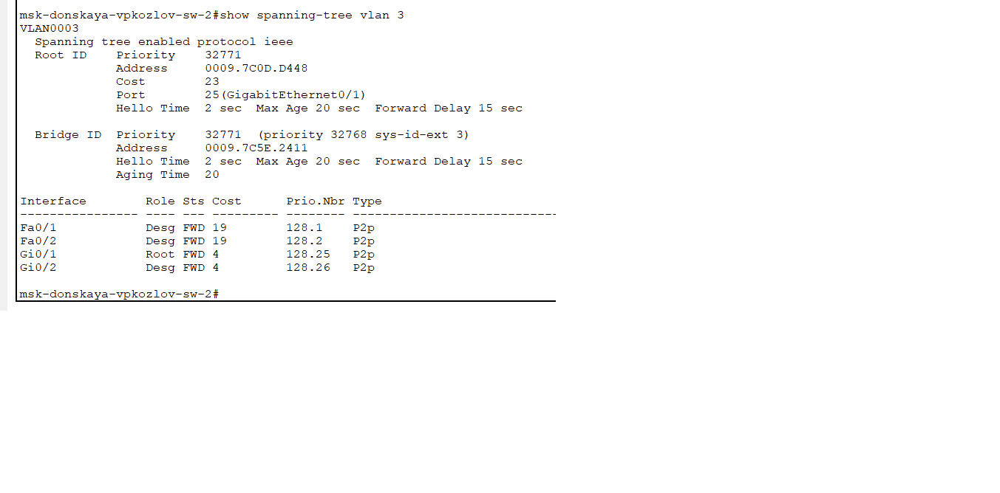 msk-donskaya-vpkozlov-sw-2#show spanning-tree vlan 3
VLAN0003
  Spanning tree enabled protocol ieee
  Root ID    Priority    32771
             Address     0009.7C0D.D448
             Cost        23
             Port        25(GigabitEthernet0/1)
             Hello Time  2 sec  Max Age 20 sec  Forward Delay 15 sec

  Bridge ID  Priority    32771  (priority 32768 sys-id-ext 3)
             Address     0009.7C5E.2411
             Hello Time  2 sec  Max Age 20 sec  Forward Delay 15 sec
             Aging Time  20

Interface        Role Sts Cost      Prio.Nbr Type
---------------- ---- --- --------- -------- ----------------------------
Fa0/1            Desg FWD 19        128.1    P2p
Fa0/2            Desg FWD 19        128.2    P2p
Gi0/1            Root FWD 4         128.25   P2p
Gi0/2            Desg FWD 4         128.26   P2p

msk-donskaya-vpkozlov-sw-2#